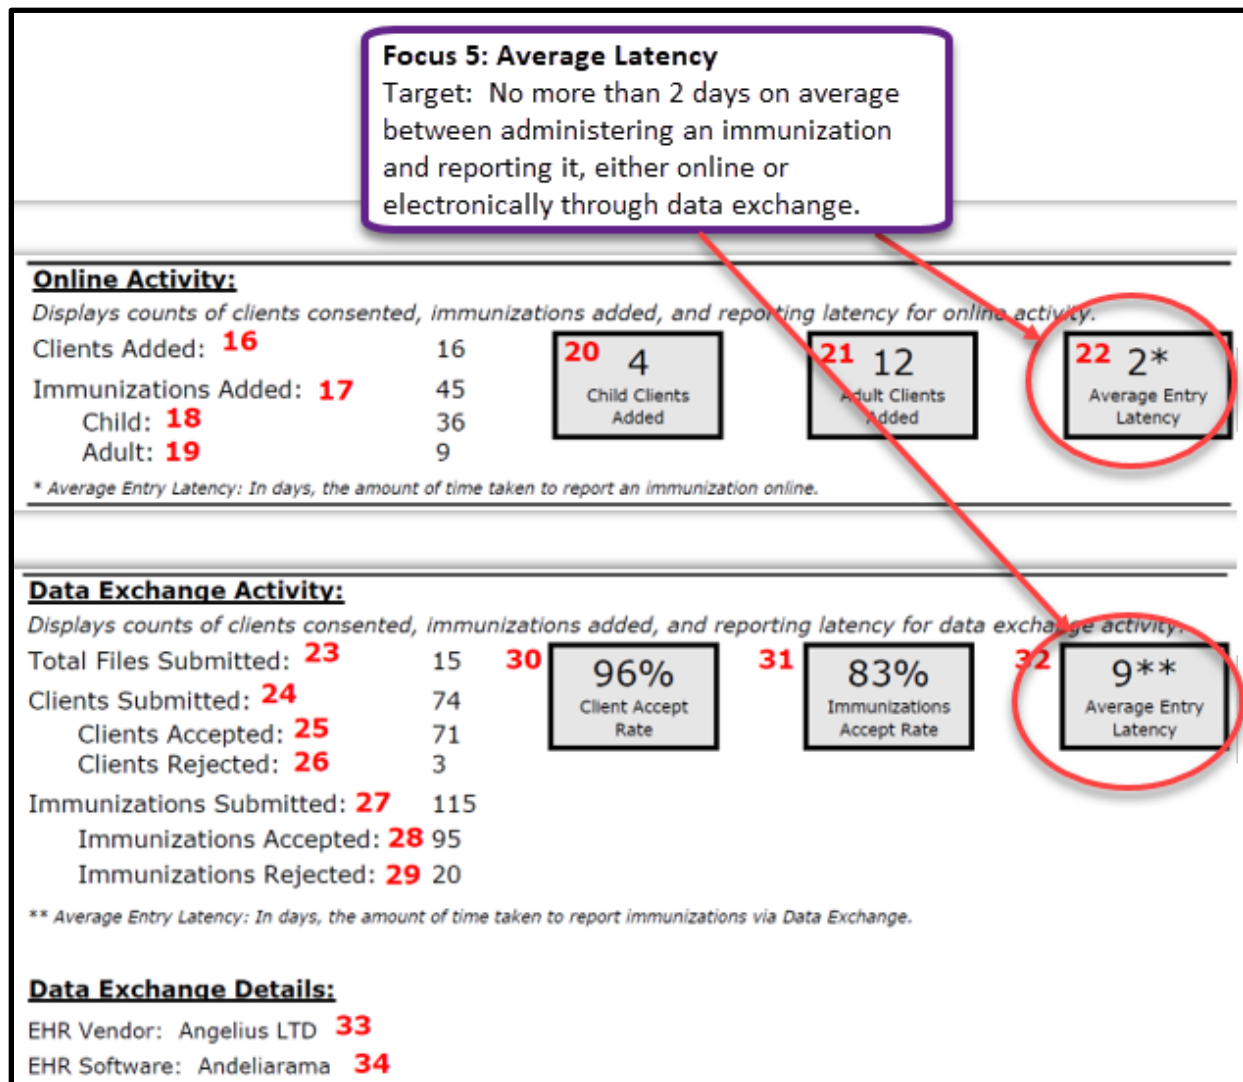 Focus 5: Average Latency
Target: No more than 2 days on average
between administering an immunization
and reporting it, either online or
electronically through data exchange.
Online Activity:
Displays counts of clients consented, immunizations added, and reporting latency for online activity.
Clients Added: 16 16
Immunizations Added: 17 45
Child: 18 36
Adult: 19 9
20 4
Child Clients
Added
21 12
Adult Clients
Added
22 2*
Average Entry
Latency
* Average Entry Latency: In days, the amount of time taken to report an immunization online.
Data Exchange Activity:
Displays counts of clients consented, immunizations added, and reporting latency for data exchange activity.
Total Files Submitted: 23 15
Clients Submitted: 24 74
Clients Accepted: 25 71
Clients Rejected: 26 3
Immunizations Submitted: 27 115
Immunizations Accepted: 28 95
Immunizations Rejected: 29 20
30 96%
Client Accept
Rate
31 83%
Immunizations
Accept Rate
32 9**
Average Entry
Latency
** Average Entry Latency: In days, the amount of time taken to report immunizations via Data Exchange.
Data Exchange Details:
EHR Vendor: Angelius LTD 33
EHR Software: Andeliarama 34